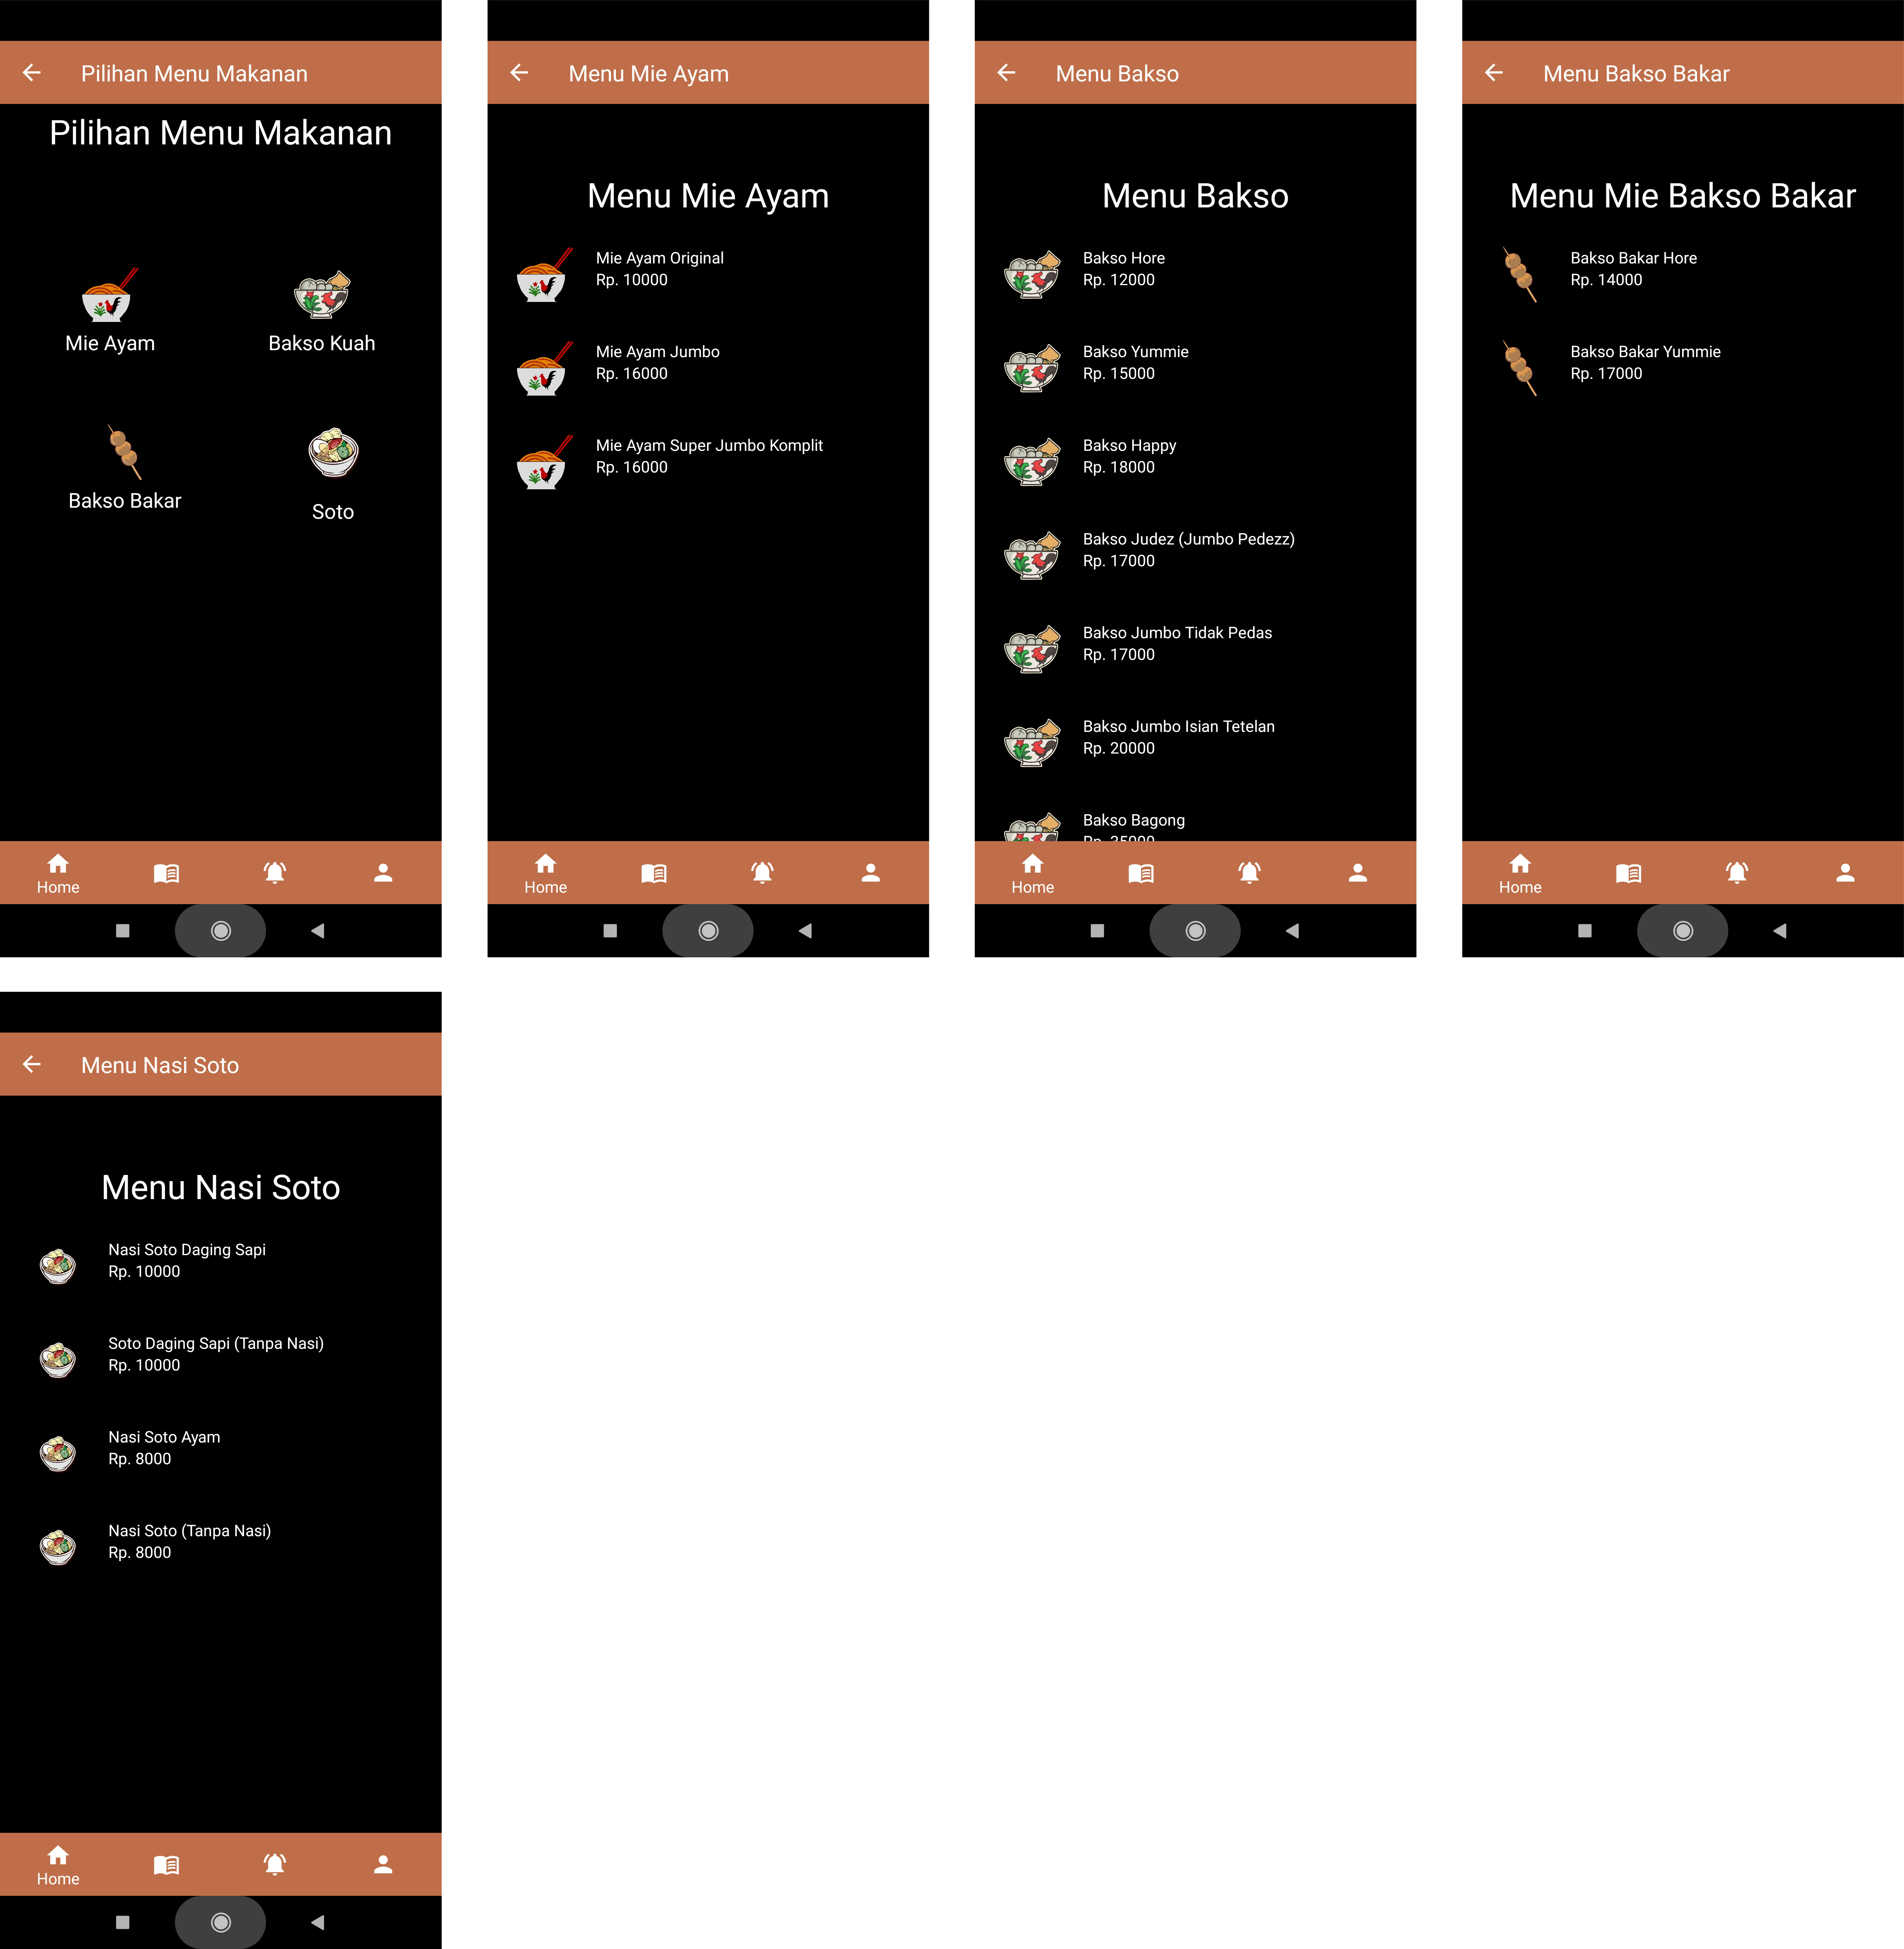 Pilihan Menu Makanan
Pilihan Menu Makanan
Mie Ayam
Bakso Kuah
Bakso Bakar
Soto
Home
Menu Mie Ayam
Menu Mie Ayam
Mie Ayam Original
Rp. 10000
Mie Ayam Jumbo
Rp. 16000
Mie Ayam Super Jumbo Komplit
Rp. 16000
Home
Menu Bakso
Menu Bakso
Bakso Hore
Rp. 12000
Bakso Yummie
Rp. 15000
Bakso Happy
Rp. 18000
Bakso Judez (Jumbo Pedezz)
Rp. 17000
Bakso Jumbo Tidak Pedas
Rp. 17000
Bakso Jumbo Isian Tetelan
Rp. 20000
Bakso Bagong
Home
Menu Bakso Bakar
Menu Mie Bakso Bakar
Bakso Bakar Hore
Rp. 14000
Bakso Bakar Yummie
Rp. 17000
Home
Menu Nasi Soto
Menu Nasi Soto
Nasi Soto Daging Sapi
Rp. 10000
Soto Daging Sapi (Tanpa Nasi)
Rp. 10000
Nasi Soto Ayam
Rp. 8000
Nasi Soto (Tanpa Nasi)
Rp. 8000
Home